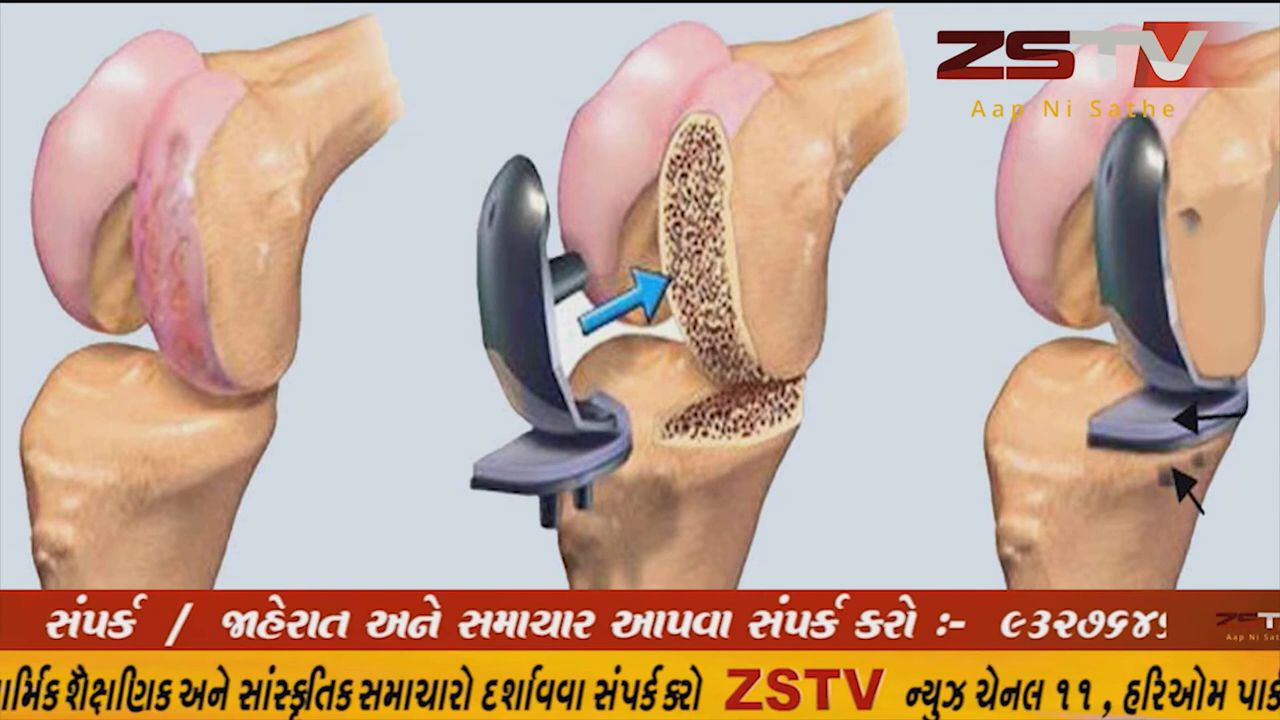 ZSTV
Aap Ni Sathe
સંપર્ક / જાહેરાત અને સમાચાર આપવા સંપર્ક કરો :-
ZSTV
Aap Ni
શૈક્ષણિક અને સાંસ્કૃતિક સમાચારો દર્શાવવા સંપર્ક કરો ZSTV ન્યુઝ ચેનલ ૧૧ , હરિઓમ